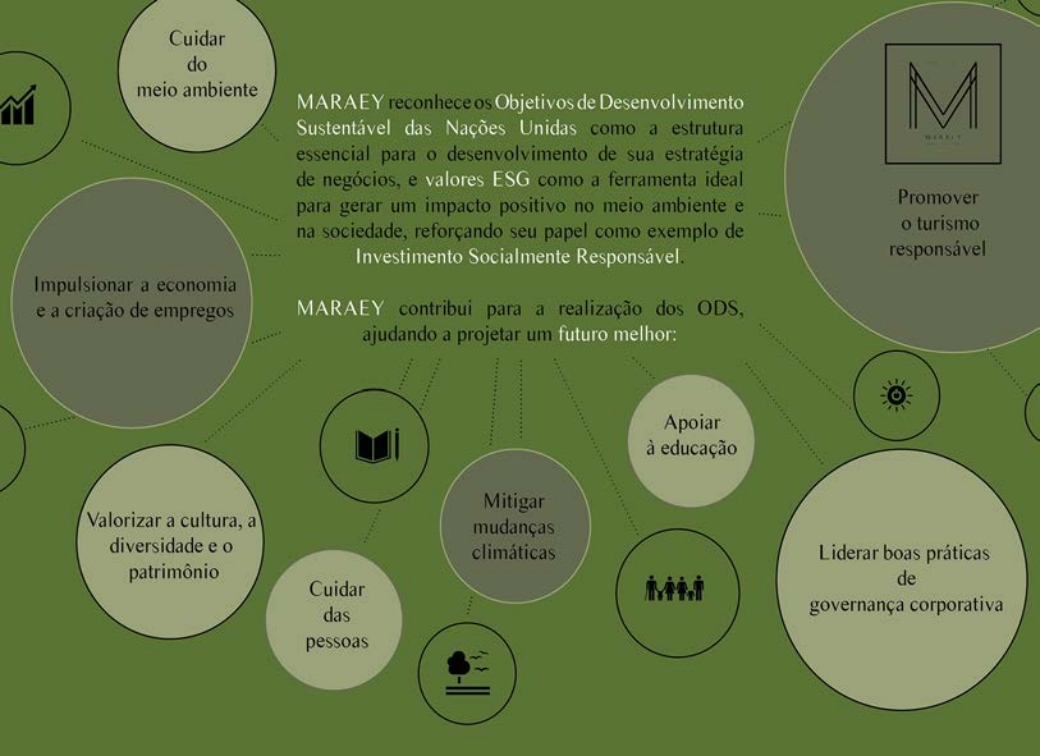 Cuidar
do
meio ambiente
MARAEY reconhece os Objetivos de Desenvolvimento
Sustentável das Nações Unidas como a estrutura
essencial para o desenvolvimento de sua estratégia
de negócios, e valores ESG como a ferramenta ideal
para gerar um impacto positivo no meio ambiente e
na sociedade, reforçando seu papel como exemplo de
Investimento Socialmente Responsável.
MARAEY contribui para a realização dos ODS,
ajudando a projetar um futuro melhor:
M
MARAEY
Promover
o turismo
responsável
Impulsionar a economia
e a criação de empregos
Apoiar
à educação
Valorizar a cultura, a
diversidade e o
patrimônio
Mitigar
mudanças
climáticas
Cuidar
das
pessoas
Liderar boas práticas
de
governança corporativa